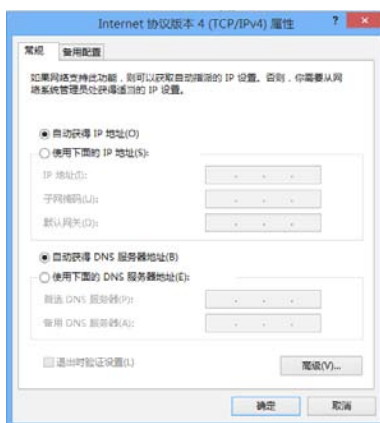 Internet 协议版本 4 (TCP/IPv4) 属性
常规 备用配置
如果网络支持此功能，则可以获取自动指派的 IP 设置。否则，你需要从网
络系统管理员处获得适当的 IP 设置。
自动获得 IP 地址(O)
使用下面的 IP 地址(S):
IP 地址(I):
子网掩码(U):
默认网关(D):
自动获得 DNS 服务器地址(B)
使用下面的 DNS 服务器地址(E):
首选 DNS 服务器(P):
备用 DNS 服务器(A):
退出时验证设置(L)
高级(V)...
确定 取消